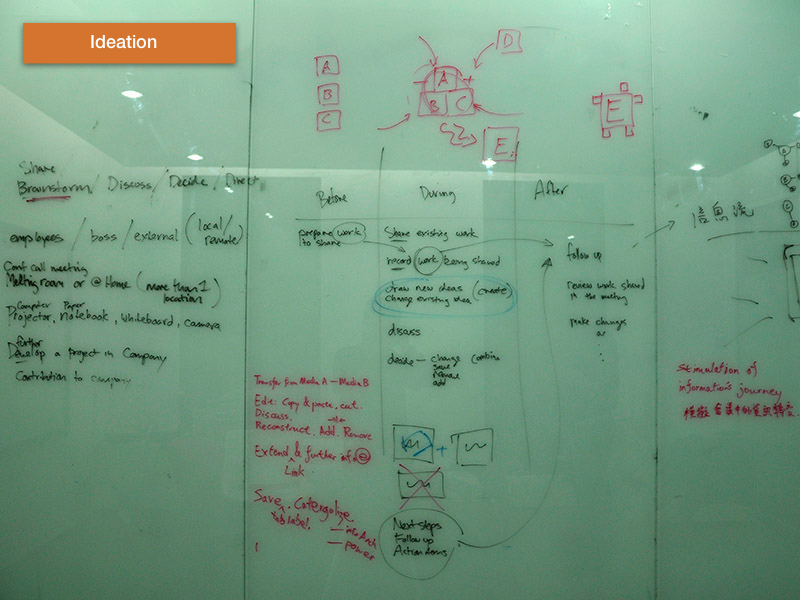 Ideation
D
A
B
C
A
B C
E
E
Share
Brainstorm / Discuss / Decide / Direct
employees / boss / external (local/
remote)
Conf call meeting
Meeting room or @ Home (more than 1
location)
Computer Paper
Projector, Notebook, Whiteboard, camera
further
Develop a project in Company
Contribution to company
Before
During
After
prepare work
to share
Share existing work
record work being shared
draw new ideas (create)
change existing idea
discuss
decide — change combine
save
remove
add
follow up
review work shared
in the meeting
make changes
or
信息流
Transfer from Media A — Media B
Edit: Copy & paste, cut.
Discuss.
Reconstruct. Add. Remove
Extend & further info
Link
Save, Catergolize
label.
— info Arch
— power
Next steps
Follow up
Action items
A
B
C
Stimulation of
information's journey
模擬 會議中的資訊轉變